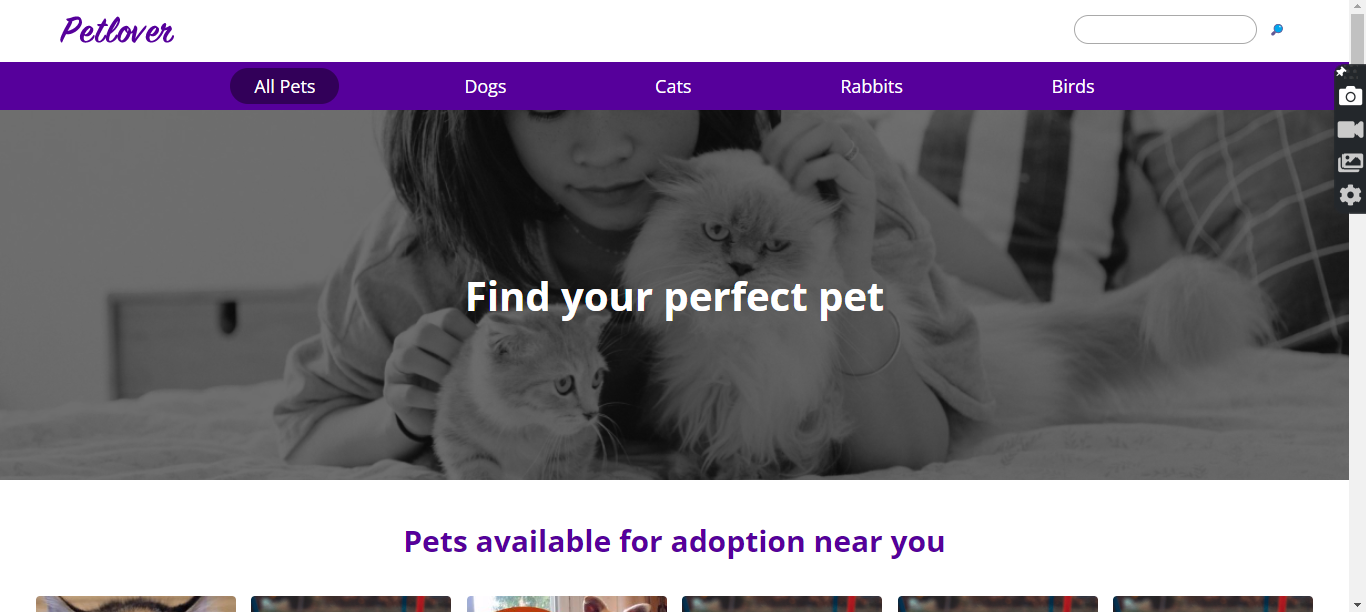 Petlover
All Pets Dogs Cats Rabbits Birds
Find your perfect pet
Pets available for adoption near you